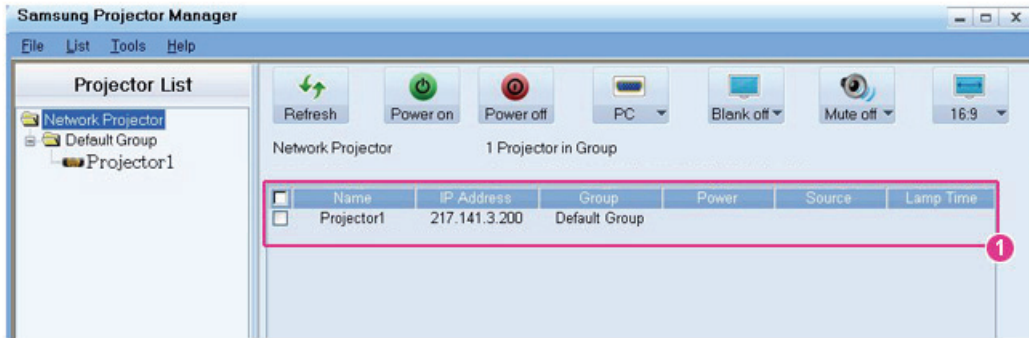 Samsung Projector Manager
File List Tools Help
Projector List
Network Projector
Default Group
Projector1
Refresh Power on Power off PC Blank off Mute off 16:9
Network Projector 1 Projector in Group
Name IP Address Group Power Source Lamp Time
Projector1 217.141.3.200 Default Group
1